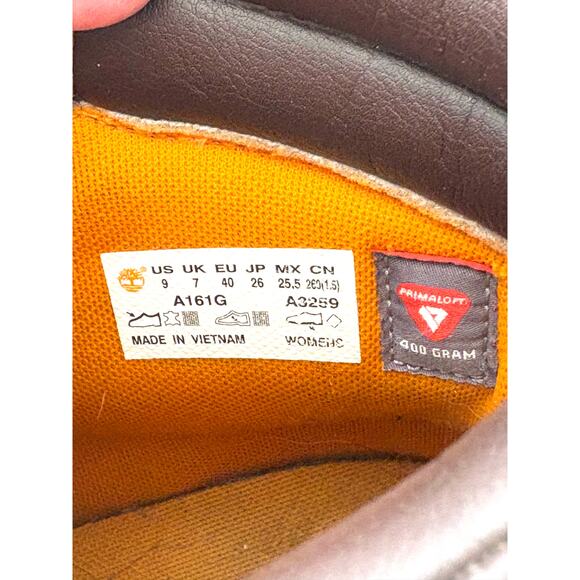 US UK EU JP MX CN
9 7 40 26 25.5 260(1.5)
A161G A3259
MADE IN VIETNAM WOMENS
PRIMALOFT
400 GRAM